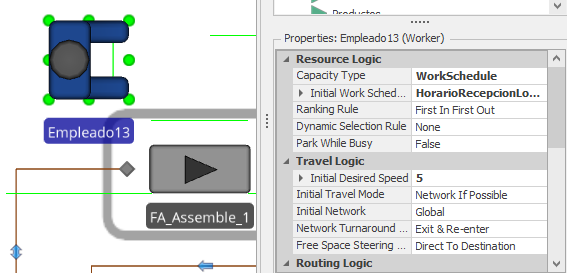 Productos
Properties: Empleado13 (Worker)
Resource Logic
Capacity Type WorkSchedule
Initial Work Sched... HorarioRecepcionLo...
Ranking Rule First In First Out
Dynamic Selection Rule None
Park While Busy False
Travel Logic
Initial Desired Speed 5
Initial Travel Mode Network If Possible
Initial Network Global
Network Turnaround ... Exit & Re-enter
Free Space Steering ... Direct To Destination
Routing Logic
Empleado13
FA_Assemble_1